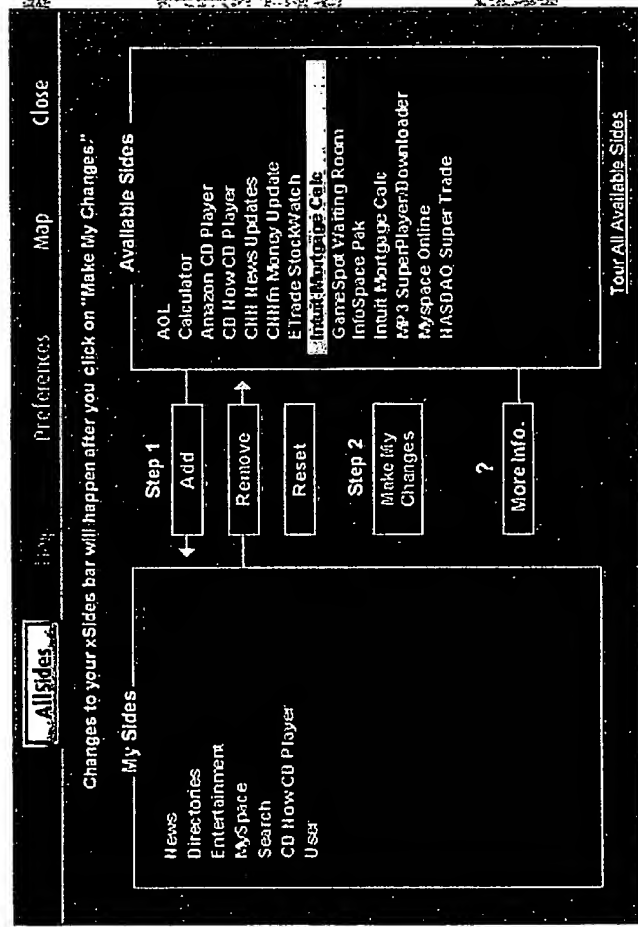 Allsides
Preferences
Map
Close
Changes to your xSides bar will happen after you click on "Make My Changes."
My Sides
News
Directories
Entertainment
MySpace
Search
CD Now CD Player
User
Step 1
Add
Remove
Reset
Step 2
Make My
Changes
?
More Info.
Available Sides
AOL
Calculator
Amazon CD Player
CD Now CD Player
CNN News Updates
CNNfn Money Update
ETrade StockWatch
Intuit Mortgage Calc
GameSpot Waiting Room
InfoSpace Pak
Intuit Mortgage Calc
MP3 SuperPlayer/Downloader
Myspace Online
NASDAQ Super Trade
Tour All Available Sides